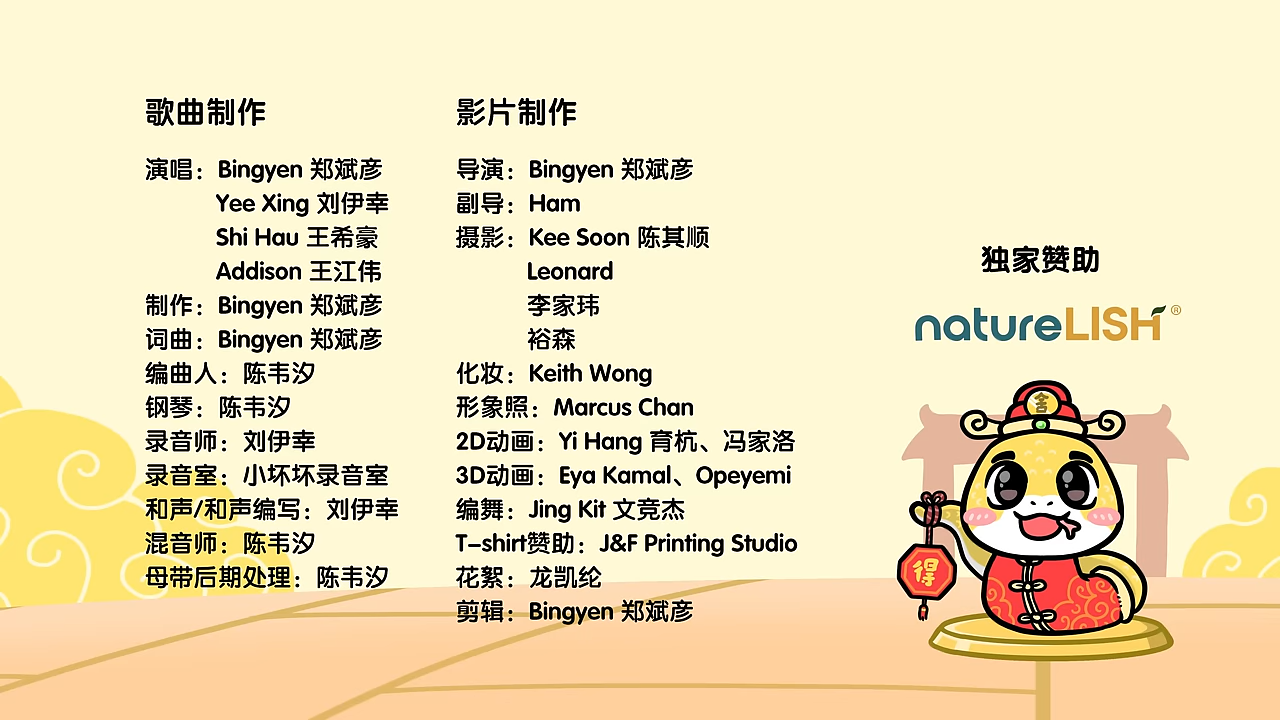 歌曲制作
演唱：Bingyen 郑斌彦
Yee Xing 刘伊幸
Shi Hau 王希豪
Addison 王江伟
制作：Bingyen 郑斌彦
词曲：Bingyen 郑斌彦
编曲人：陈韦汐
钢琴：陈韦汐
录音师：刘伊幸
录音室：小坏坏录音室
和声/和声编写：刘伊幸
混音师：陈韦汐
母带后期处理：陈韦汐
影片制作
导演：Bingyen 郑斌彦
副导：Ham
摄影：Kee Soon 陈其顺
Leonard
李家玮
裕森
化妆：Keith Wong
形象照：Marcus Chan
2D动画：Yi Hang 育杭、冯家洛
3D动画：Eya Kamal、Opeyemi
编舞：Jing Kit 文竞杰
T-shirt赞助：J&F Printing Studio
花絮：龙凯纶
剪辑：Bingyen 郑斌彦
独家赞助
natureLISH®
舍
得